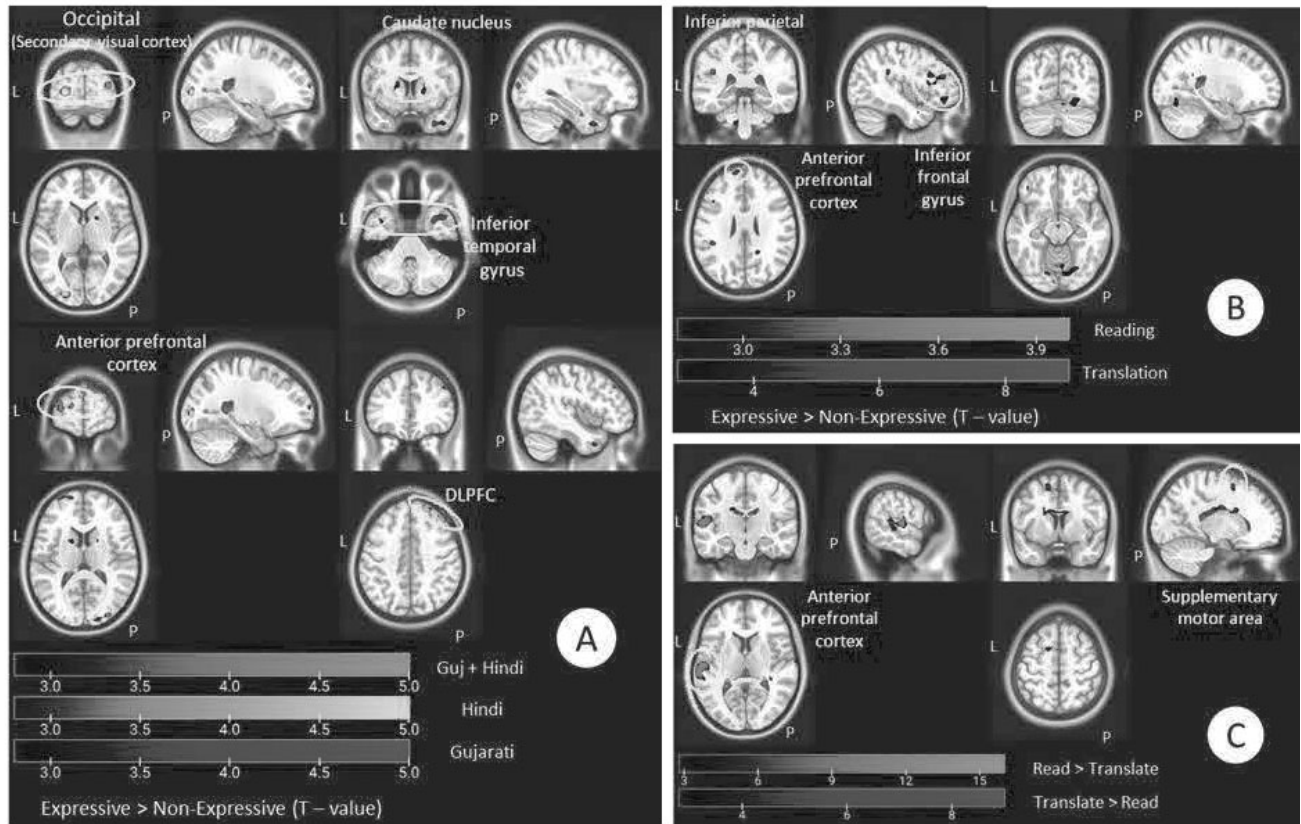 Occipital
(Secondary visual cortex)
Caudate nucleus
L
P
L
P
L
P
L
Inferior
temporal
gyrus
P
Anterior prefrontal
cortex
L
P
L
P
L
P
DLPFC
L
P
A
3.0 3.5 4.0 4.5 5.0
Guj + Hindi
3.0 3.5 4.0 4.5 5.0
Hindi
3.0 3.5 4.0 4.5 5.0
Gujarati
Expressive > Non-Expressive (T – value)
Inferior parietal
L
P
L
P
L
Anterior
prefrontal
cortex
Inferior
frontal
gyrus
P
L
P
B
3.0 3.3 3.6 3.9
Reading
4 6 8
Translation
Expressive > Non-Expressive (T – value)
L
P
L
P
L
Anterior
prefrontal
cortex
P
L
Supplementary
motor area
P
C
3 6 9 12 15
Read > Translate
4 6 8
Translate > Read